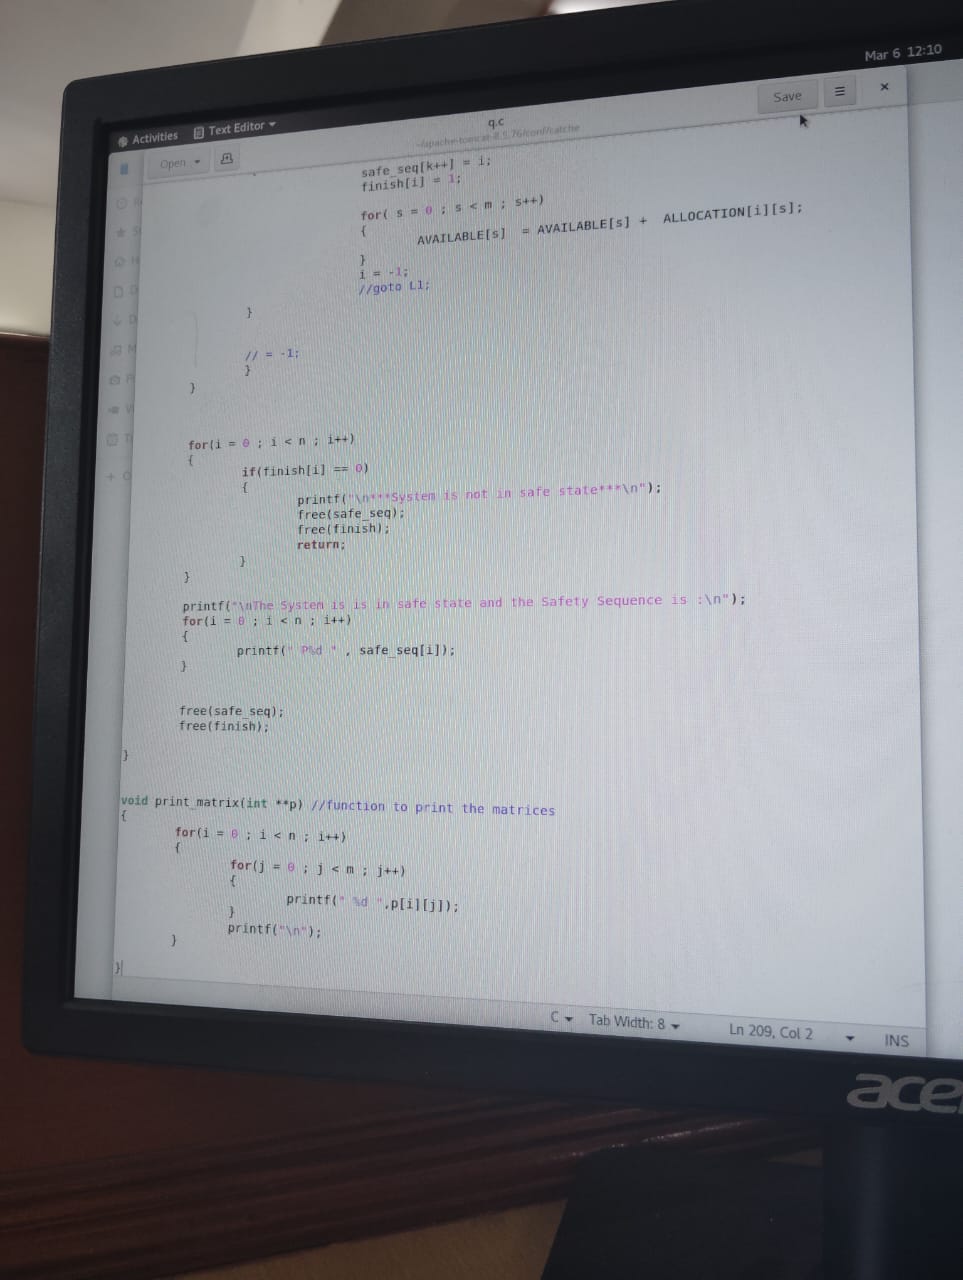 Mar 6 12:10
Activities Text Editor
Open
q.c
~/apache-tomcat-8.5.76/conf/catche
Save
safe_seq[k++] = i;
finish[i] = 1;
for( s = 0 ; s < m ; s++)
{
AVAILABLE[s] = AVAILABLE[s] + ALLOCATION[i][s];
}
i = -1;
//goto L1;
}
// = -1;
}
}
for(i = 0 ; i < n ; i++)
{
if(finish[i] == 0)
{
printf("\n***System is not in safe state***\n");
free(safe_seq);
free(finish);
return;
}
}
printf("\nThe System is is in safe state and the Safety Sequence is :\n");
for(i = 0 ; i < n ; i++)
{
printf(" P%d " , safe_seq[i]);
}
free(safe_seq);
free(finish);
}
void print_matrix(int **p) //function to print the matrices
{
for(i = 0 ; i < n ; i++)
{
for(j = 0 ; j < m ; j++)
{
printf(" %d ",p[i][j]);
}
printf("\n");
}
}
C Tab Width: 8 Ln 209, Col 2 INS
acer